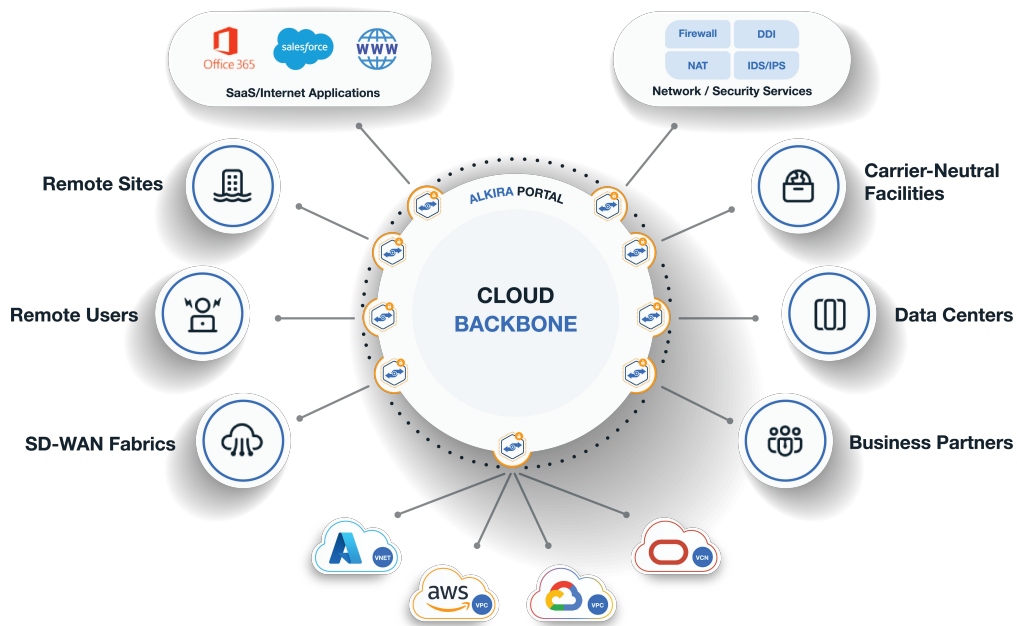 Office 365
salesforce
WWW
SaaS/Internet Applications
Firewall
DDI
NAT
IDS/IPS
Network / Security Services
Remote Sites
Carrier-Neutral
Facilities
ALKIRA PORTAL
CLOUD
BACKBONE
Remote Users
Data Centers
SD-WAN Fabrics
Business Partners
VNET
aws
VPC
VPC
VCN